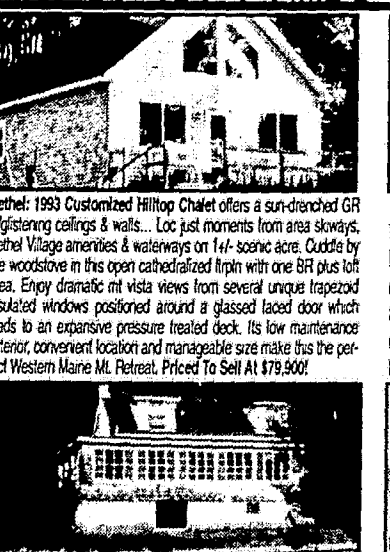 ethel: 1993 Customized Hilltop Chalet offers a sun-drenched GR
glistening ceilings & walls... Loc just moments from area skiways,
ethel Village amenities & waterways on 1+/- scenic acre. Cuddle by
e woodstove in this open cathedralized flrpln with one BR plus loft
ea. Enjoy dramatic mt vista views from several unique trapezoid
sulated windows positioned around a glassed faced door which
ads to an expansive pressure treated deck. Its low maintenance
terior, convenient location and manageable size make this the per-
ct Western Maine Mt. Retreat. Priced To Sell At $79,900!